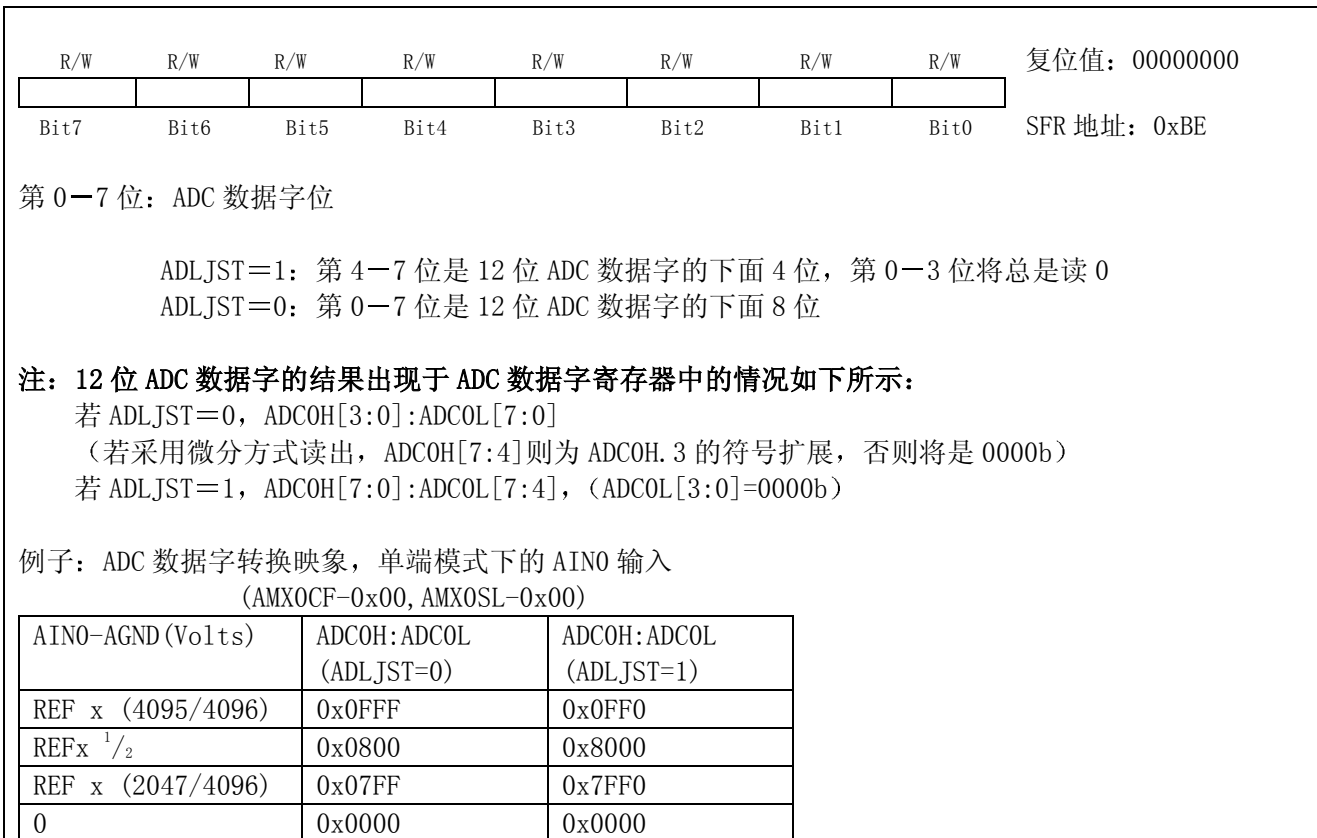 R/W R/W R/W R/W R/W R/W R/W R/W 复位值：00000000
Bit7 Bit6 Bit5 Bit4 Bit3 Bit2 Bit1 Bit0 SFR 地址：0xBE
第 0－7 位：ADC 数据字位
ADLJST＝1：第 4－7 位是 12 位 ADC 数据字的下面 4 位，第 0－3 位将总是读 0
ADLJST＝0：第 0－7 位是 12 位 ADC 数据字的下面 8 位
注：12 位 ADC 数据字的结果出现于 ADC 数据字寄存器中的情况如下所示：
若 ADLJST＝0，ADC0H[3:0]:ADC0L[7:0]
（若采用微分方式读出，ADC0H[7:4]则为 ADC0H.3 的符号扩展，否则将是 0000b）
若 ADLJST＝1，ADC0H[7:0]:ADC0L[7:4]，（ADC0L[3:0]=0000b）
例子：ADC 数据字转换映象，单端模式下的 AIN0 输入
(AMX0CF-0x00,AMX0SL-0x00)
AIN0-AGND(Volts) ADC0H:ADC0L ADC0H:ADC0L
(ADLJST=0) (ADLJST=1)
REF x (4095/4096) 0x0FFF 0x0FF0
REFx 1/2 0x0800 0x8000
REF x (2047/4096) 0x07FF 0x7FF0
0 0x0000 0x0000